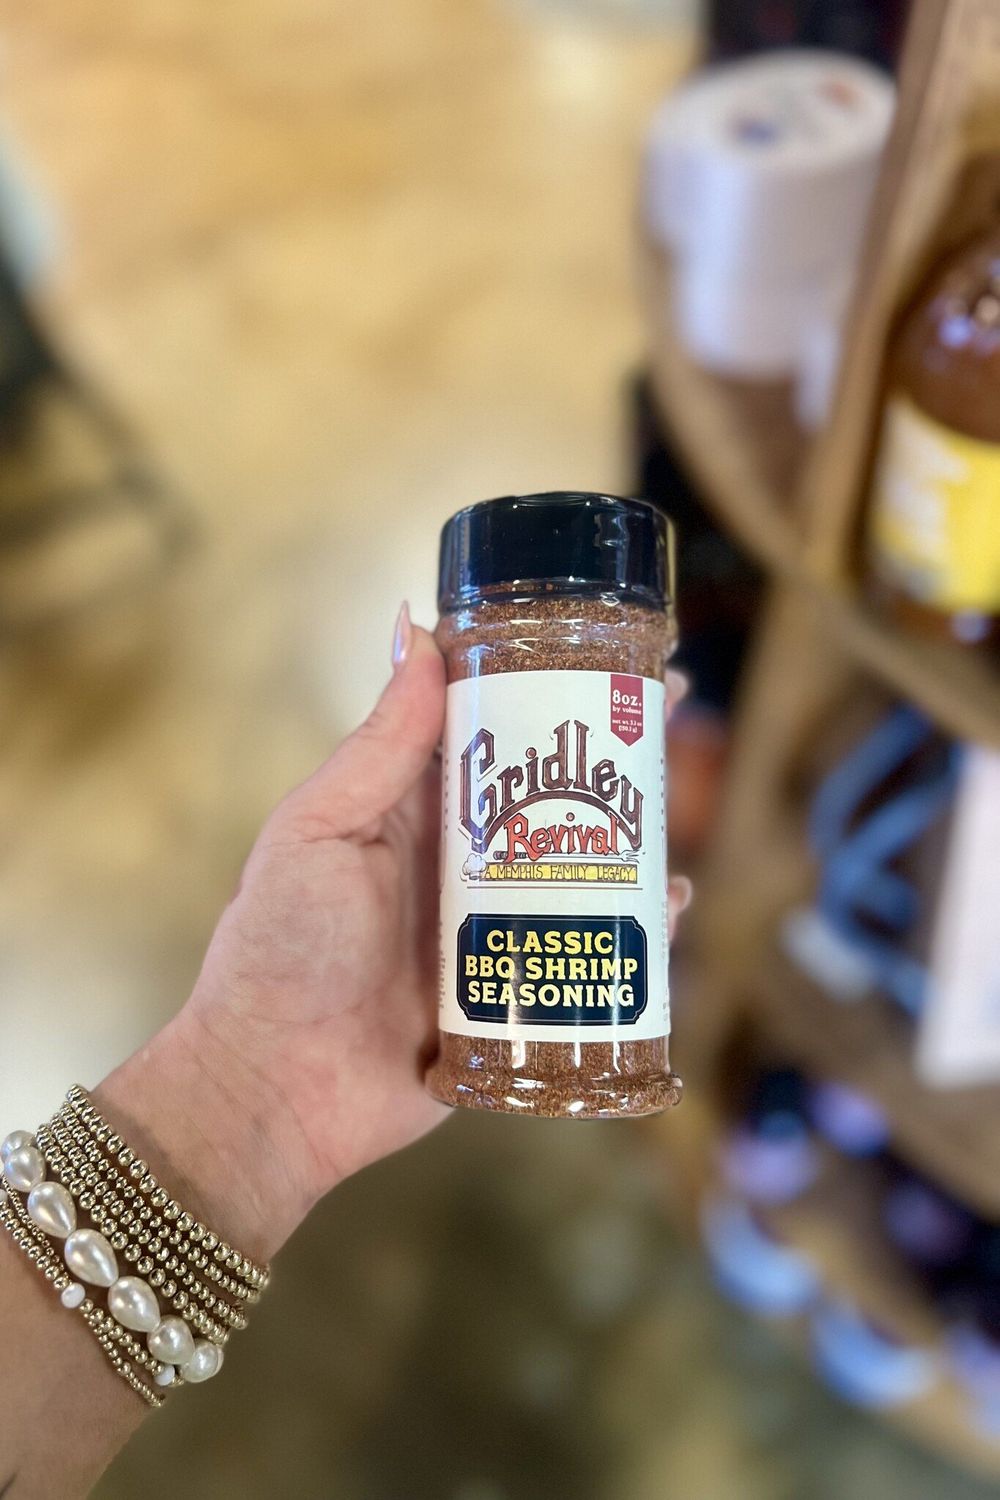 8oz.
by volume
Gridley
Revival
A MEMPHIS FAMILY LEGACY
CLASSIC
BBQ SHRIMP
SEASONING